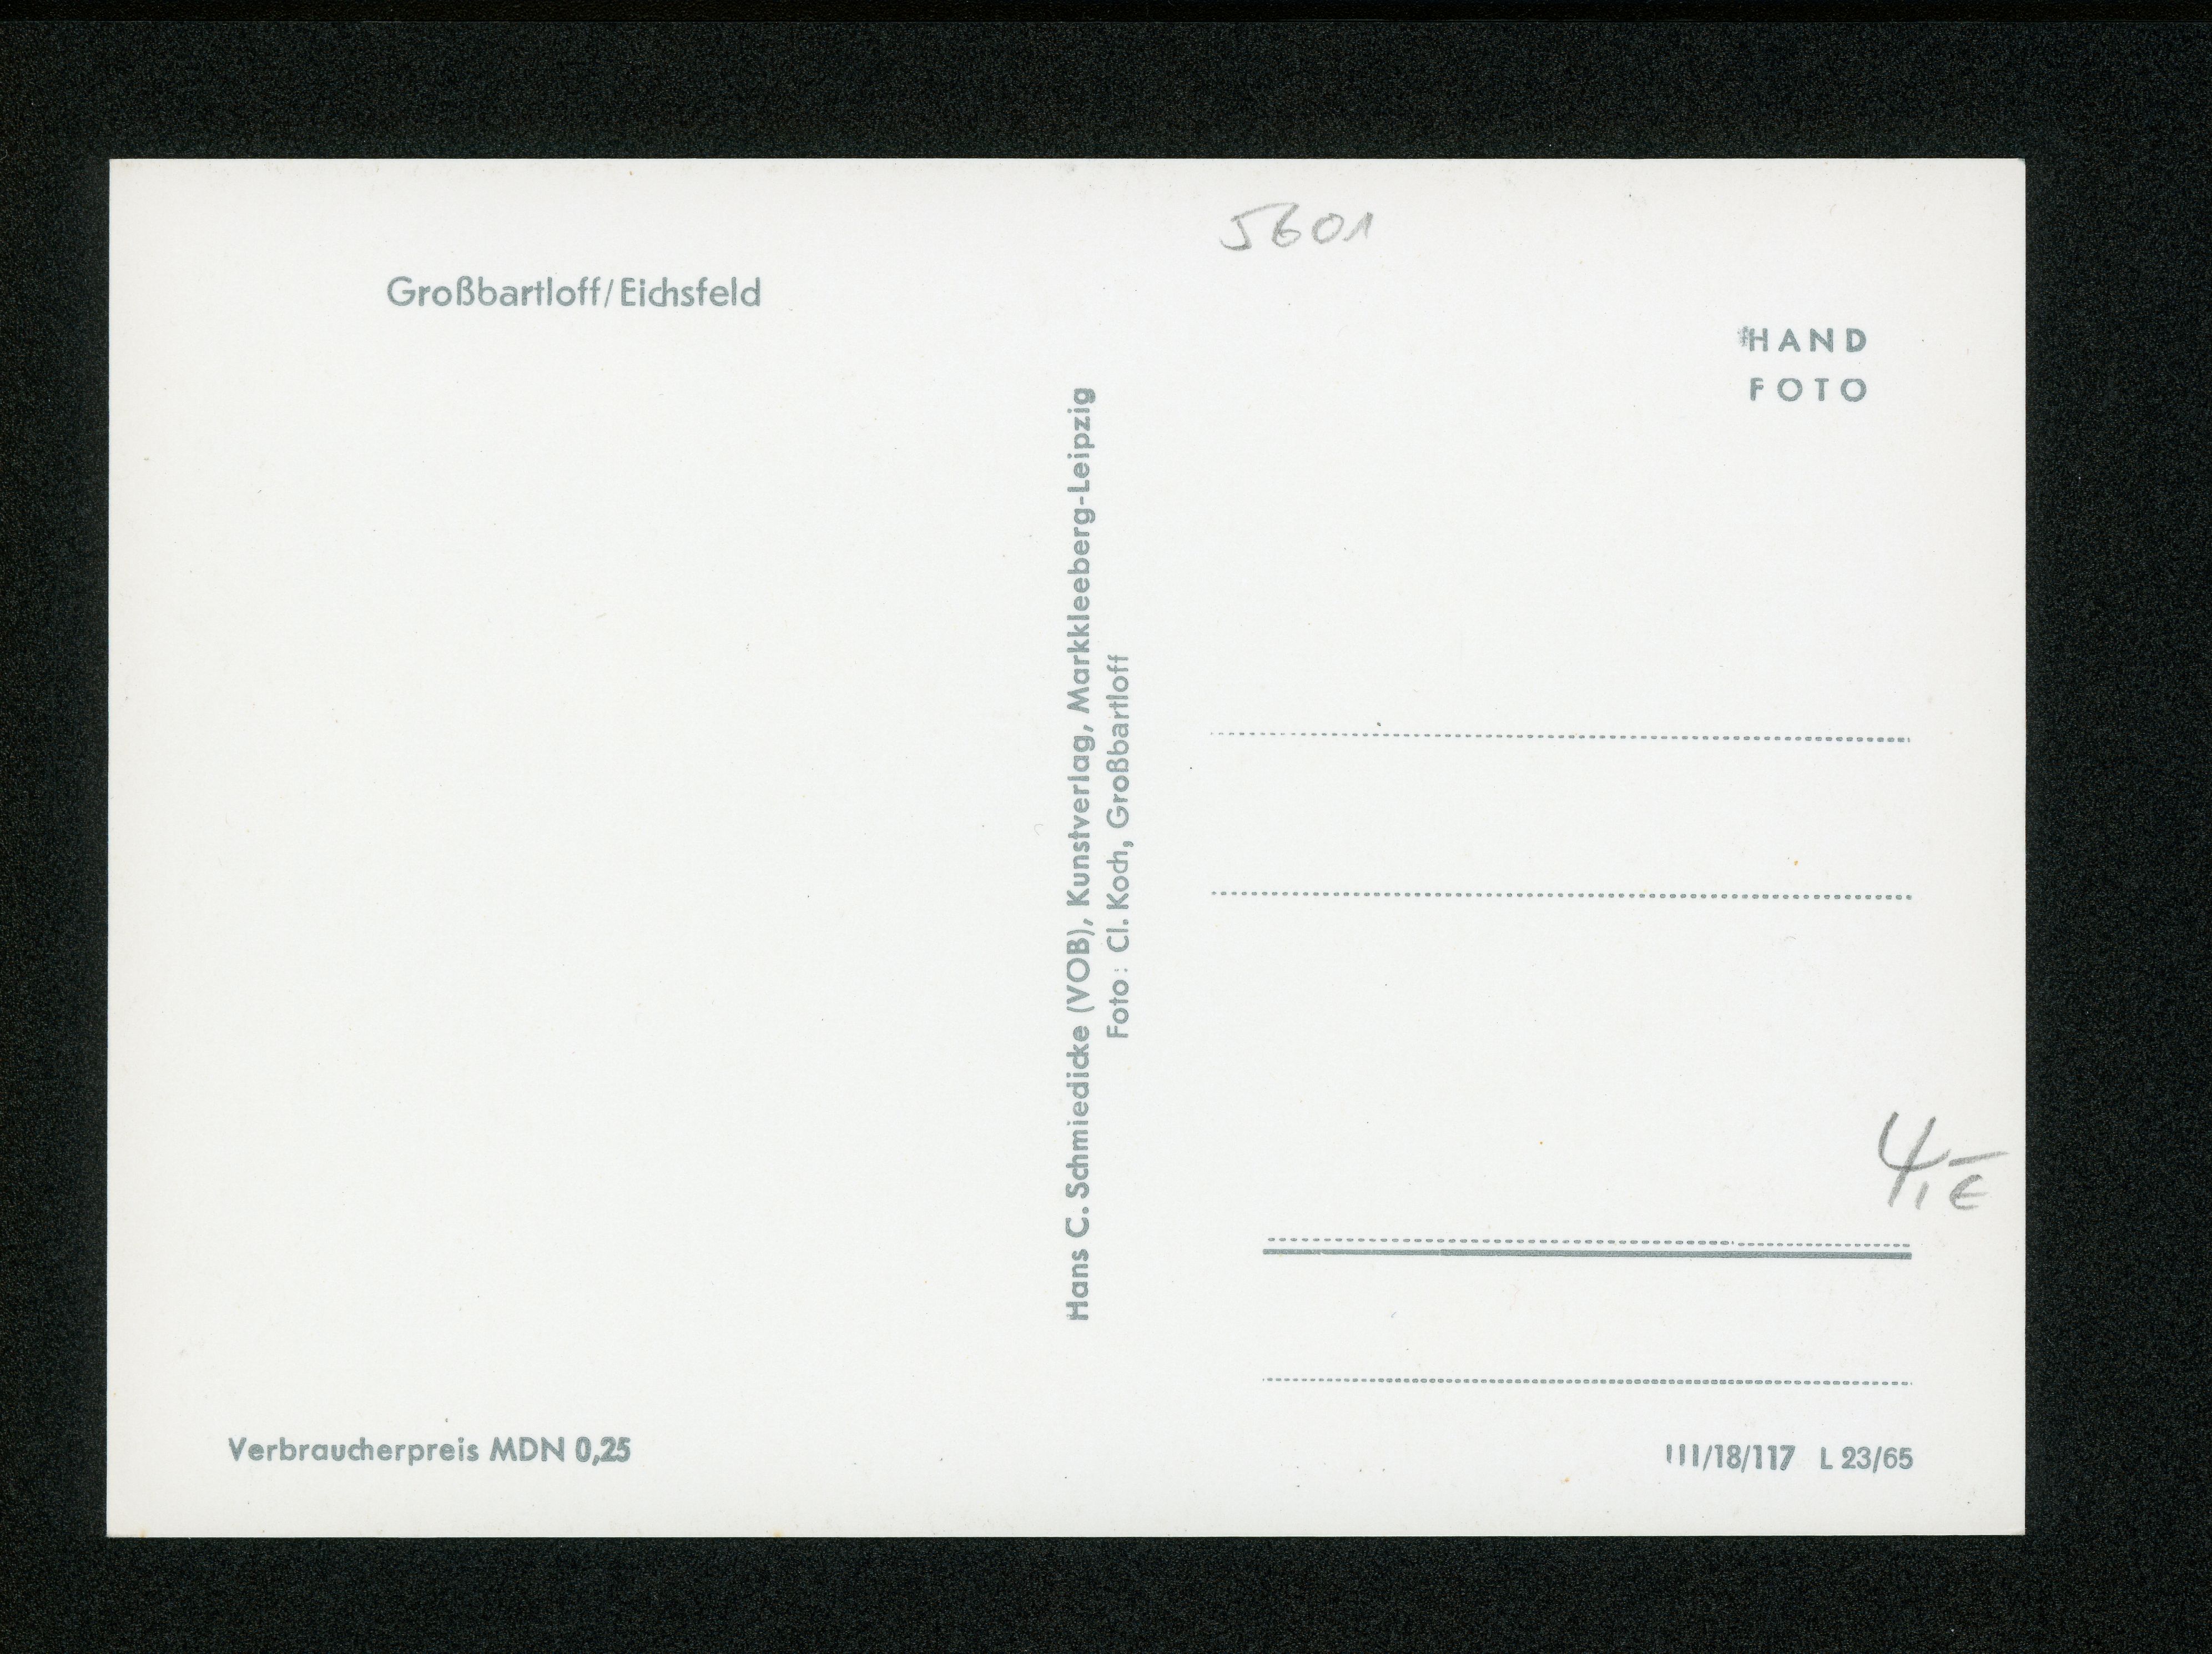 5601
Großbartloff/Eichsfeld
HAND
FOTO
Hans C. Schmiedicke (VOB), Kunstverlag, Markkleeberg-Leipzig
Foto: Cl. Koch, Großbartloff
4,- €
Verbraucherpreis MDN 0,25
III/18/117 L 23/65